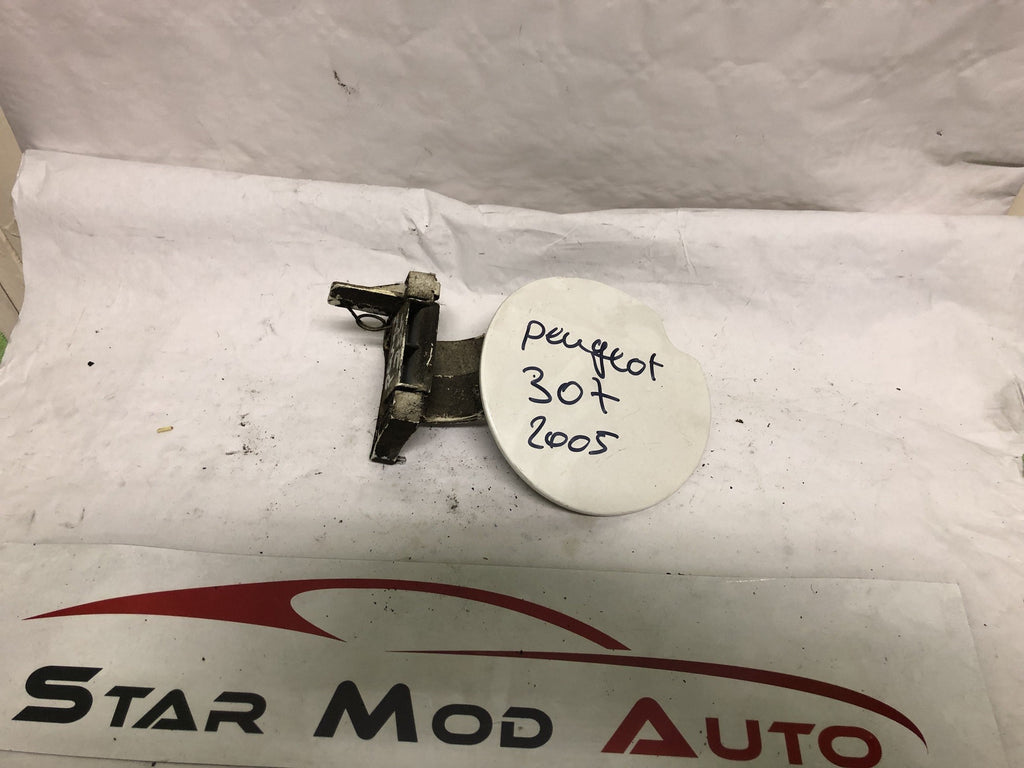 peugeot
307
2005
STAR MOD AUTO